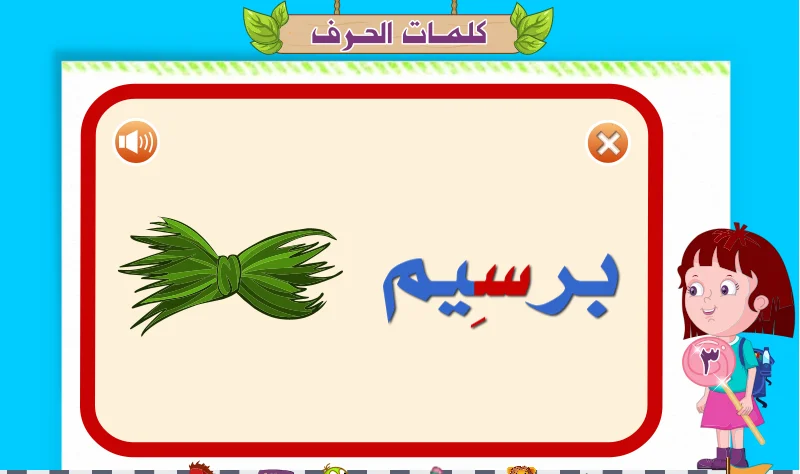 كلمات الحرف
برسِيم
٣